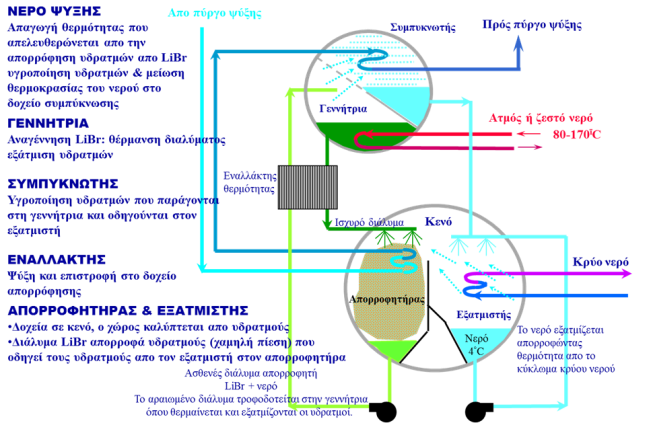 ΝΕΡΟ ΨΥΞΗΣ
Απαγωγή θερμότητας που
απελευθερώνεται απο την
απορρόφηση υδρατμών απο LiBr
υγροποίηση υδρατμών & μείωση
θερμοκρασίας του νερού στο
δοχείο συμπύκνωσης
ΓΕΝΝΗΤΡΙΑ
Αναγέννηση LiBr: θέρμανση διαλύματος
εξάτμιση υδρατμών
ΣΥΜΠΥΚΝΩΤΗΣ
Υγροποίηση υδρατμών που παράγονται
στη γεννήτρια και οδηγούνται στον
εξατμιστή
ΕΝΑΛΛΑΚΤΗΣ
Ψύξη και επιστροφή στο δοχείο
απορρόφησης
ΑΠΟΡΡΟΦΗΤΗΡΑΣ & ΕΞΑΤΜΙΣΤΗΣ
•Δοχεία σε κενό, ο χώρος καλύπτεται απο υδρατμούς
•Διάλυμα LiBr απορροφά υδρατμούς (χαμηλή πίεση) που
οδηγεί τους υδρατμούς απο τον εξατμιστή στον απορροφητήρα
Απο πύργο ψύξης
Συμπυκνωτής
Πρός πύργο ψύξης
Γεννήτρια
Ατμός ή ζεστό νερό
80-170⁰C
Εναλλάκτης
θερμότητας
Ισχυρό διάλυμα
Κενό
Κρύο νερό
Απορροφητήρας
Εξατμιστής
Νερό
4⁰C
Το νερό εξατμίζεται
απορροφώντας
θερμότητα απο το
κύκλωμα κρύου νερού
Ασθενές διάλυμα απορροφητή
LiBr + νερό
Το αραιωμένο διάλυμα τροφοδοτείται στην γεννήτρια
όπου θερμαίνεται και εξατμίζονται οι υδρατμοί.